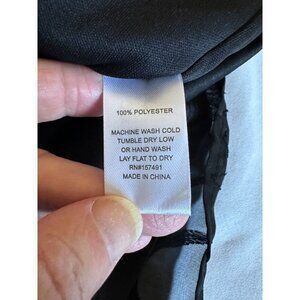 100% POLYESTER
MACHINE WASH COLD
TUMBLE DRY LOW
OR HAND WASH
LAY FLAT TO DRY
RN#157491
MADE IN CHINA